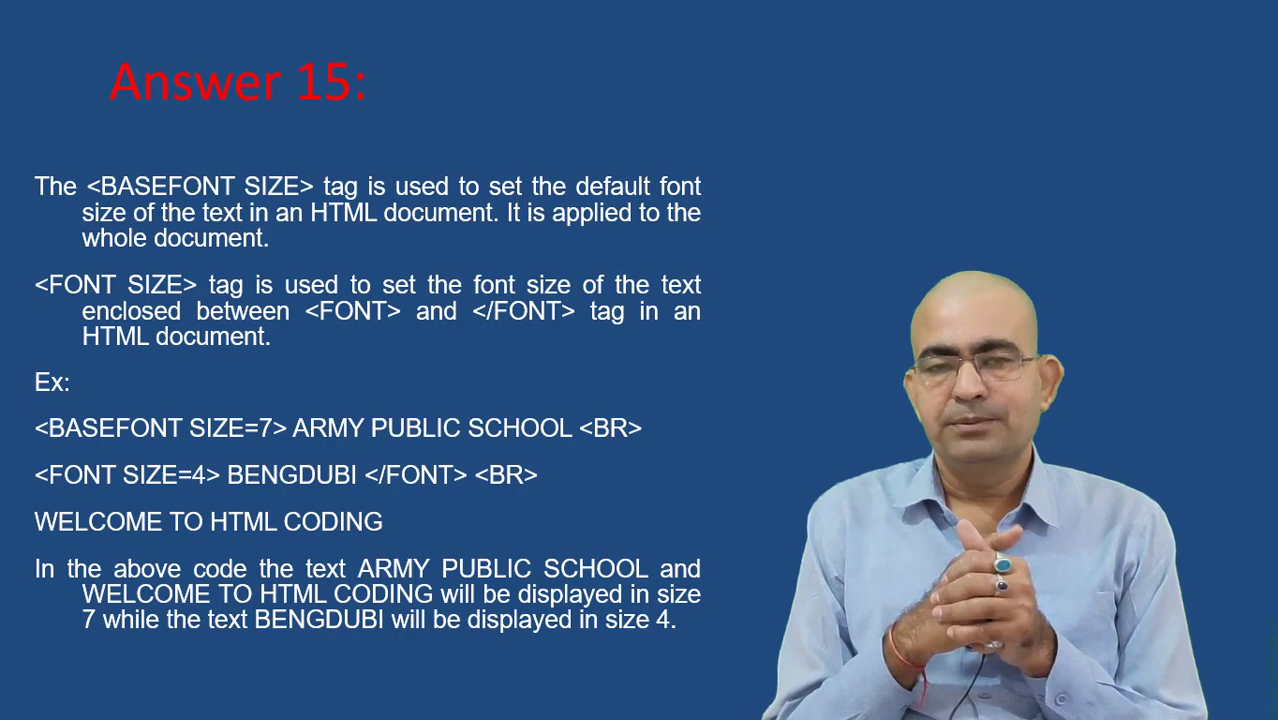 Answer 15:
The <BASEFONT SIZE> tag is used to set the default font
size of the text in an HTML document. It is applied to the
whole document.
<FONT SIZE> tag is used to set the font size of the text
enclosed between <FONT> and </FONT> tag in an
HTML document.
Ex:
<BASEFONT SIZE=7> ARMY PUBLIC SCHOOL <BR>
<FONT SIZE=4> BENGDUBI </FONT> <BR>
WELCOME TO HTML CODING
In the above code the text ARMY PUBLIC SCHOOL and
WELCOME TO HTML CODING will be displayed in size
7 while the text BENGDUBI will be displayed in size 4.